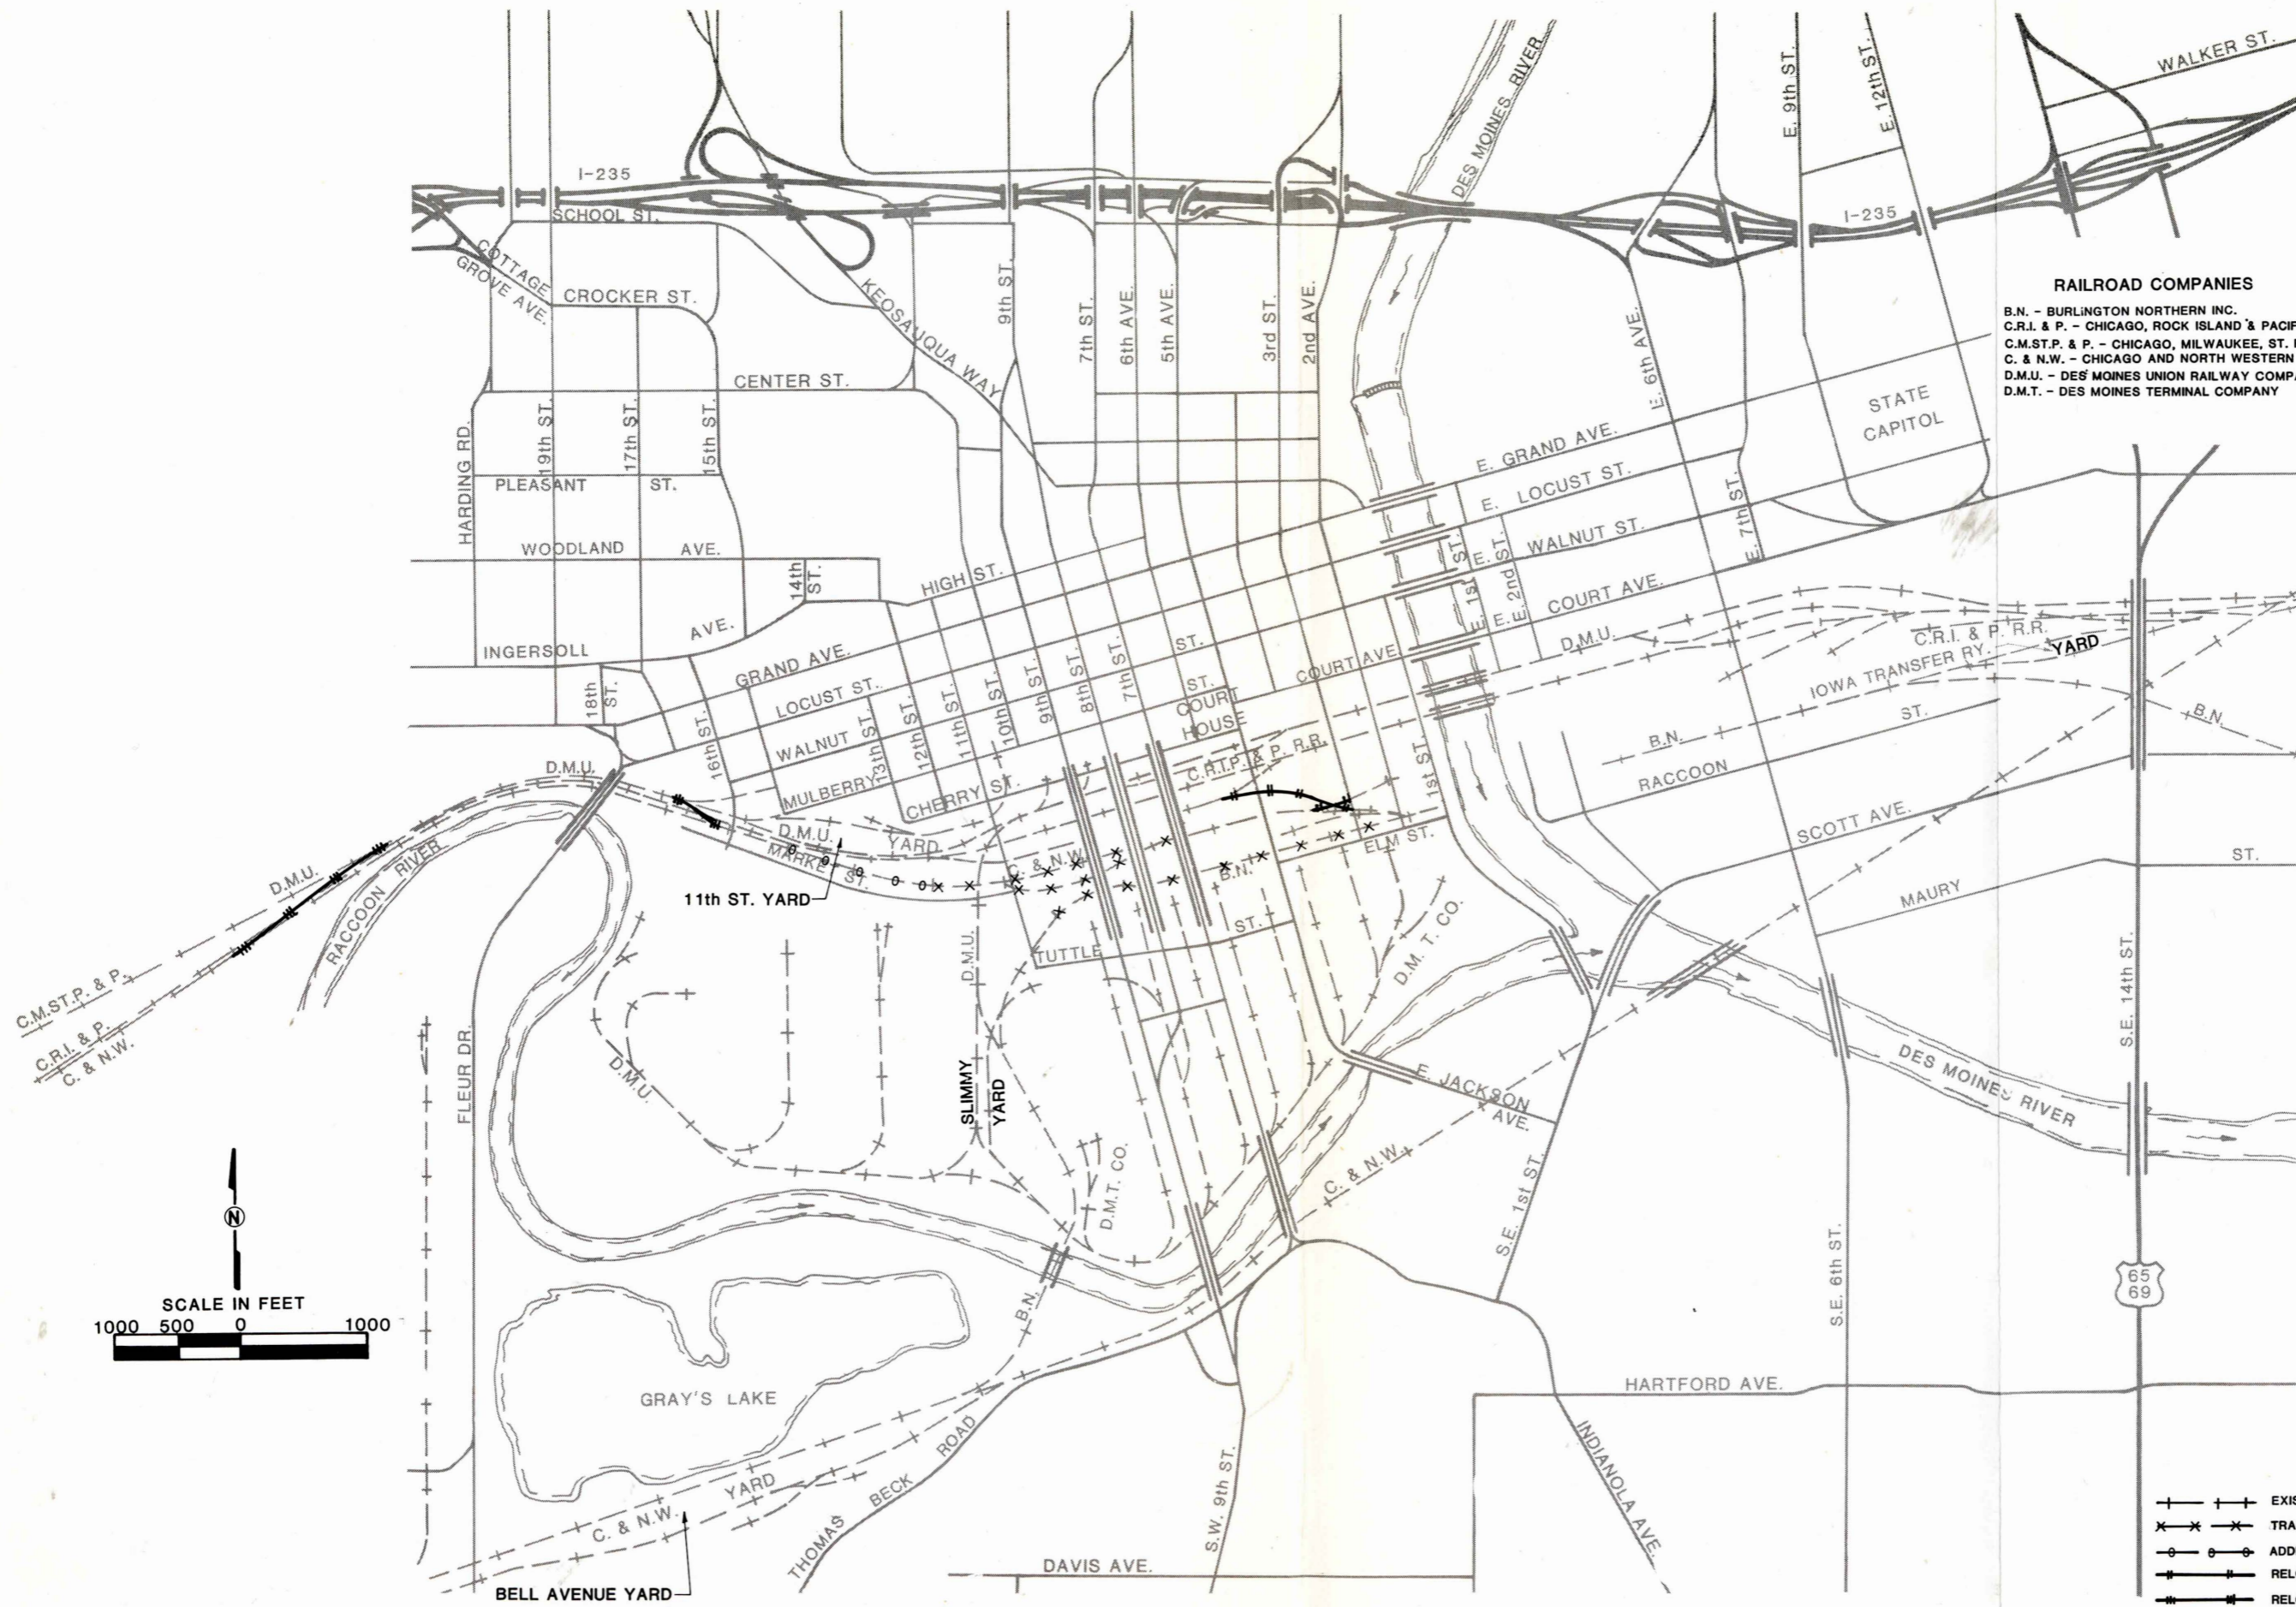 WALKER ST.
E. 9th ST.
E. 12th ST.
DES MOINES RIVER
I-235
SCHOOL ST.
I-235
COTTAGE
GROVE AVE.
CROCKER ST.
KEOSAUQUA WAY
9th ST.
7th ST.
6th AVE.
5th AVE.
3rd ST.
2nd AVE.
E. 6th AVE.
RAILROAD COMPANIES
B.N. - BURLINGTON NORTHERN INC.
C.R.I. & P. - CHICAGO, ROCK ISLAND & PACIF
C.M.ST.P. & P. - CHICAGO, MILWAUKEE, ST.
C. & N.W. - CHICAGO AND NORTH WESTERN
D.M.U. - DES MOINES UNION RAILWAY COMP
D.M.T. - DES MOINES TERMINAL COMPANY
CENTER ST.
STATE
CAPITOL
HARDING RD.
19th ST.
17th ST.
15th ST.
PLEASANT ST.
E. GRAND AVE.
E. LOCUST ST.
E. WALNUT ST.
E. 7th ST.
WOODLAND AVE.
14th
ST.
HIGH ST.
E. 1st ST.
E. 2nd ST.
E. COURT AVE.
INGERSOLL AVE.
GRAND AVE.
ST.
COURT AVE.
D.M.U.
C.R.I. & P. R.R.
YARD
IOWA TRANSFER RY.
18th
ST.
LOCUST ST.
16th ST.
WALNUT
13th ST.
12th ST.
11th ST.
10th ST.
9th ST.
8th ST.
7th ST.
ST.
COURT
HOUSE
B.N.
ST.
B.N.
D.M.U.
MULBERRY
CHERRY ST.
C.R.I.P. & P. R.R.
1st ST.
RACCOON
D.M.U.
YARD
MARKET ST.
C. & N.W.
B.N.
ELM ST.
SCOTT AVE.
ST.
D.M.U.
RACCOON RIVER
11th ST. YARD
MAURY
TUTTLE ST.
D.M.U.
D.M. T. CO.
S.E. 14th ST.
C.M.ST.P. & P.
C.R.I. & P.
C. & N.W.
FLEUR DR.
D.M.U.
SLIMMY
YARD
E. JACKSON
AVE.
DES MOINES RIVER
D.M.T. CO.
C. & N.W.
S.E. 1st ST.
S.E. 6th ST.
N
SCALE IN FEET
1000 500 0 1000
B.N.
65
69
GRAY'S LAKE
HARTFORD AVE.
THOMAS BECK ROAD
S.W. 9th ST.
INDIANOLA AVE.
YARD
C. & N.W.
BELL AVENUE YARD
DAVIS AVE.
EXIS
TRA
ADD
REL
REL